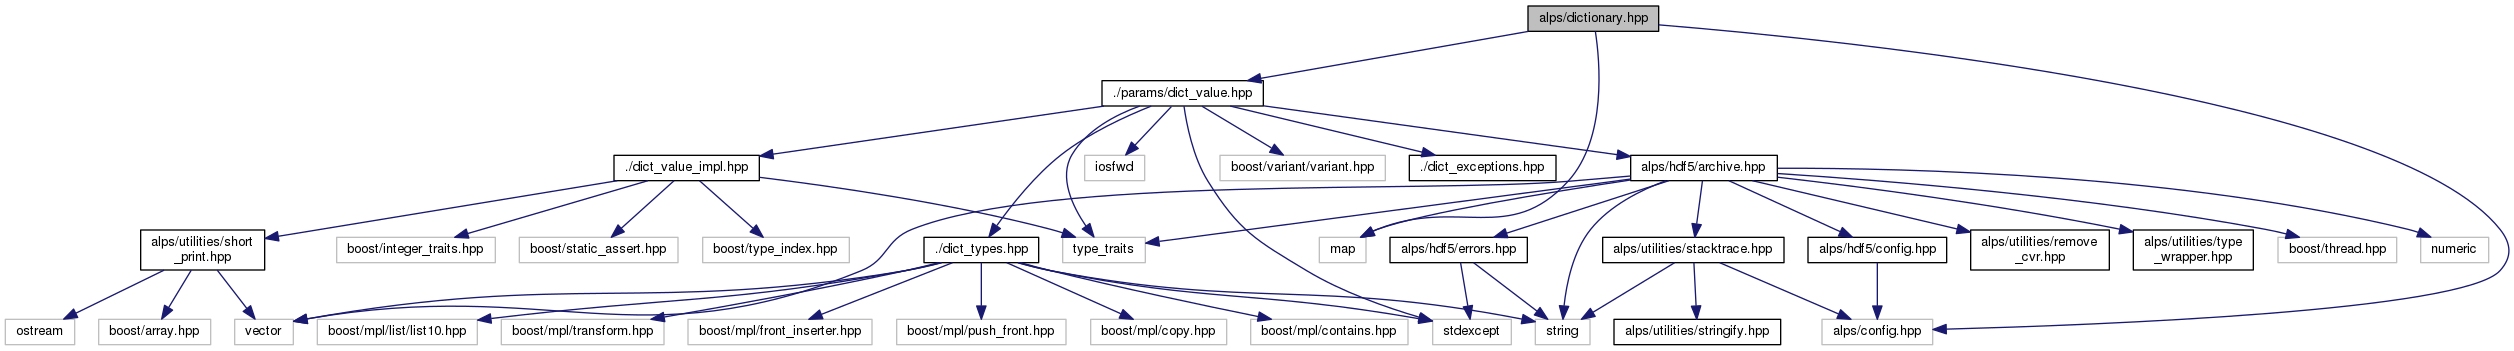 alps/dictionary.hpp
./params/dict_value.hpp
./dict_value_impl.hpp
iosfwd
boost/variant/variant.hpp
./dict_exceptions.hpp
alps/hdf5/archive.hpp
alps/utilities/short
_print.hpp
boost/integer_traits.hpp
boost/static_assert.hpp
boost/type_index.hpp
./dict_types.hpp
type_traits
map
alps/hdf5/errors.hpp
alps/utilities/stacktrace.hpp
alps/hdf5/config.hpp
alps/utilities/remove
_cvr.hpp
alps/utilities/type
_wrapper.hpp
boost/thread.hpp
numeric
ostream
boost/array.hpp
vector
boost/mpl/list/list10.hpp
boost/mpl/transform.hpp
boost/mpl/front_inserter.hpp
boost/mpl/push_front.hpp
boost/mpl/copy.hpp
boost/mpl/contains.hpp
stdexcept
string
alps/utilities/stringify.hpp
alps/config.hpp